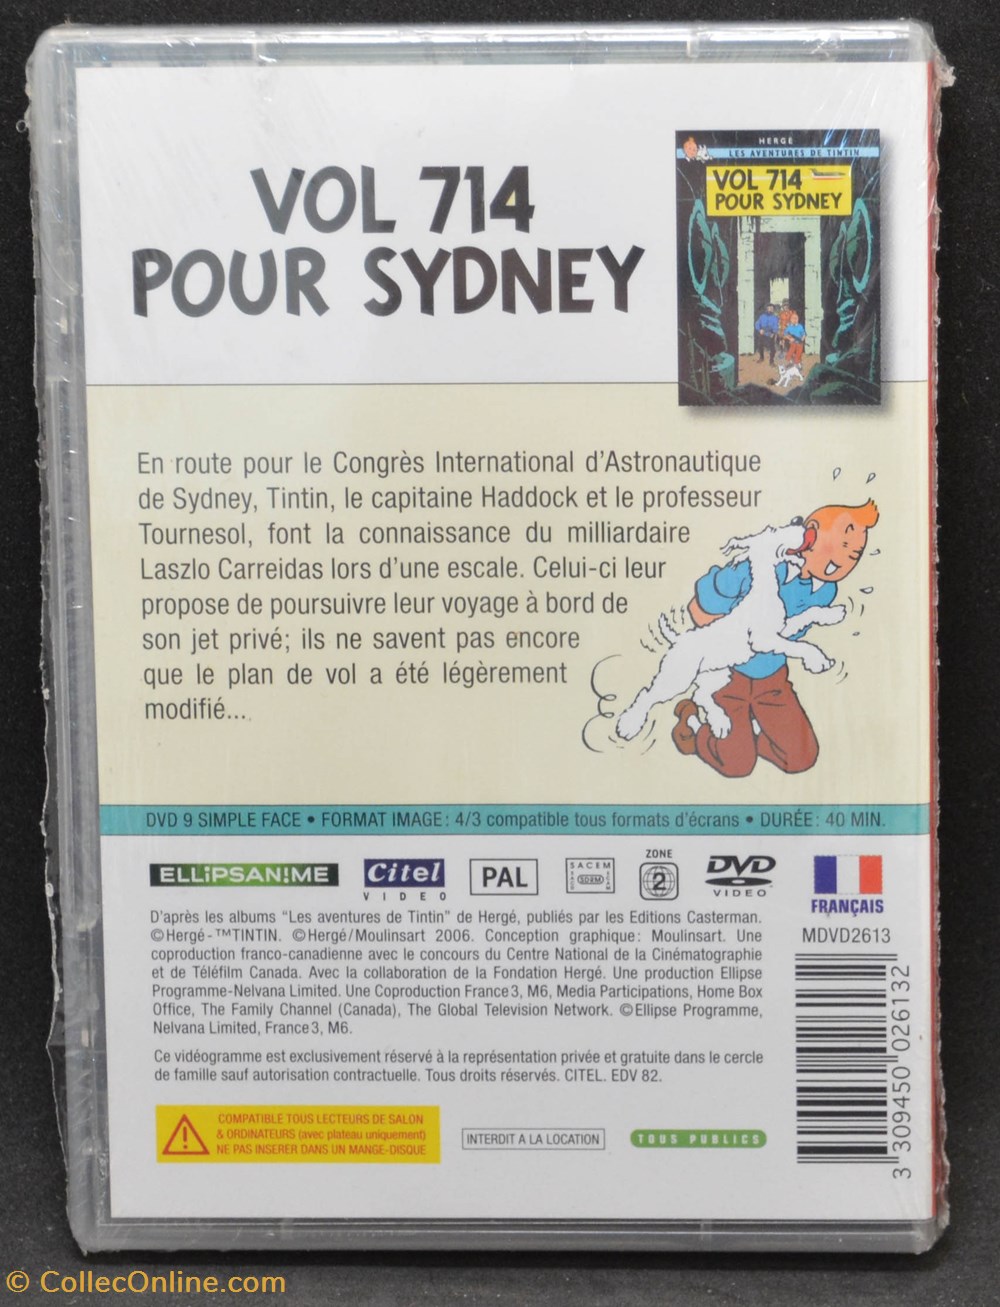 VOL 714
POUR SYDNEY
HERGÉ
LES AVENTURES DE TINTIN
VOL 714
POUR SYDNEY
En route pour le Congrès International d'Astronautique
de Sydney, Tintin, le capitaine Haddock et le professeur
Tournesol, font la connaissance du milliardaire
Laszlo Carreidas lors d'une escale. Celui-ci leur
propose de poursuivre leur voyage à bord de
son jet privé; ils ne savent pas encore
que le plan de vol a été légèrement
modifié...
DVD 9 SIMPLE FACE • FORMAT IMAGE : 4/3 compatible tous formats d'écrans • DURÉE : 40 MIN.
ELLIPSANIME
Citel
VIDEO
PAL
SACEM
SDRM
ZONE
2
DVD
VIDEO
FRANÇAIS
MDVD2613
D'après les albums "Les aventures de Tintin" de Hergé, publiés par les Editions Casterman.
©Hergé-™TINTIN. ©Hergé/Moulinsart 2006. Conception graphique : Moulinsart. Une
coproduction franco-canadienne avec le concours du Centre National de la Cinématographie
et de Téléfilm Canada. Avec la collaboration de la Fondation Hergé. Une production Ellipse
Programme-Nelvana Limited. Une Coproduction France3, M6, Media Participations, Home Box
Office, The Family Channel (Canada), The Global Television Network. ©Ellipse Programme,
Nelvana Limited, France3, M6.
Ce vidéogramme est exclusivement réservé à la représentation privée et gratuite dans le cercle
de famille sauf autorisation contractuelle. Tous droits réservés. CITEL. EDV 82.
COMPATIBLE TOUS LECTEURS DE SALON
& ORDINATEURS (avec plateau uniquement)
NE PAS INSERER DANS UN MANGE-DISQUE
INTERDIT A LA LOCATION
TOUS PUBLICS
3 309450 026132
© CollecOnline.com